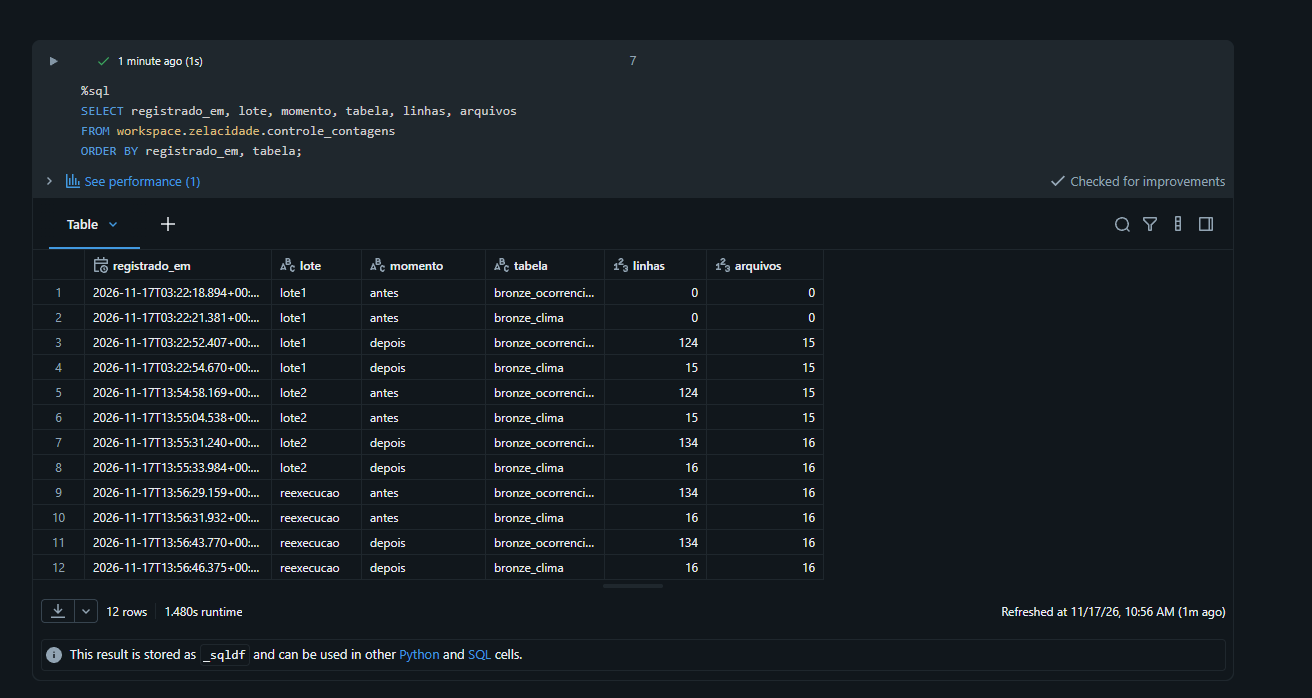 1 minute ago (1s) 7
%sql
SELECT registrado_em, lote, momento, tabela, linhas, arquivos
FROM workspace.zelacidade.controle_contagens
ORDER BY registrado_em, tabela;
See performance (1) Checked for improvements
Table
registrado_em lote momento tabela linhas arquivos
1 2026-11-17T03:22:18.894+00:... lote1 antes bronze_ocorrenci... 0 0
2 2026-11-17T03:22:21.381+00:... lote1 antes bronze_clima 0 0
3 2026-11-17T03:22:52.407+00:... lote1 depois bronze_ocorrenci... 124 15
4 2026-11-17T03:22:54.670+00:... lote1 depois bronze_clima 15 15
5 2026-11-17T13:54:58.169+00:... lote2 antes bronze_ocorrenci... 124 15
6 2026-11-17T13:55:04.538+00:... lote2 antes bronze_clima 15 15
7 2026-11-17T13:55:31.240+00:... lote2 depois bronze_ocorrenci... 134 16
8 2026-11-17T13:55:33.984+00:... lote2 depois bronze_clima 16 16
9 2026-11-17T13:56:29.159+00:... reexecucao antes bronze_ocorrenci... 134 16
10 2026-11-17T13:56:31.932+00:... reexecucao antes bronze_clima 16 16
11 2026-11-17T13:56:43.770+00:... reexecucao depois bronze_ocorrenci... 134 16
12 2026-11-17T13:56:46.375+00:... reexecucao depois bronze_clima 16 16
12 rows 1.480s runtime Refreshed at 11/17/26, 10:56 AM (1m ago)
This result is stored as _sqldf and can be used in other Python and SQL cells.